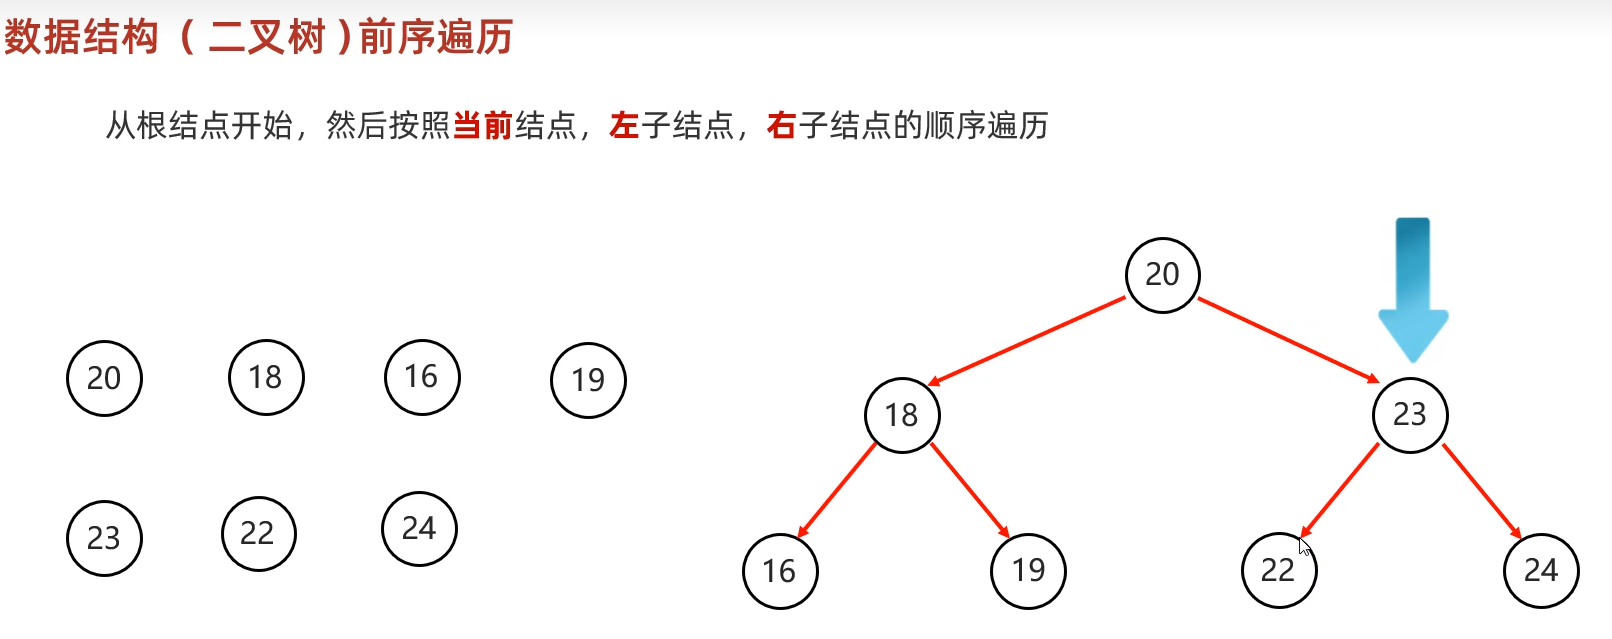 数据结构（二叉树)前序遍历
从根结点开始，然后按照当前结点，左子结点，右子结点的顺序遍历
20 18 16 19
23 22 24
20
18 23
16 19 22 24